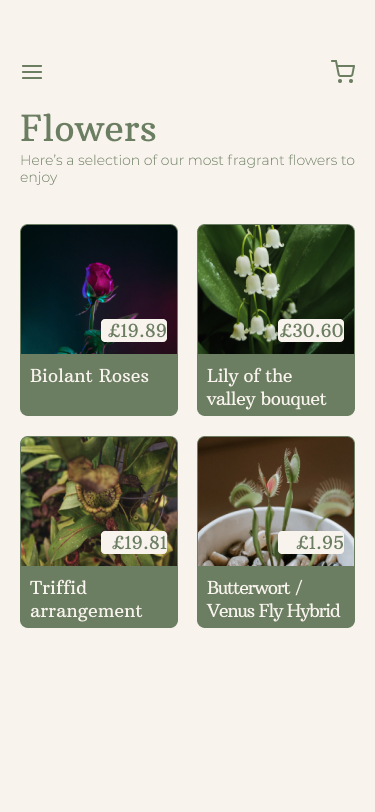 Flowers
Here's a selection of our most fragrant flowers to
enjoy
£19.89
£30.60
Biolant Roses
Lily of the
valley bouquet
£19.81
£1.95
Triffid
arrangement
Butterwort /
Venus Fly Hybrid